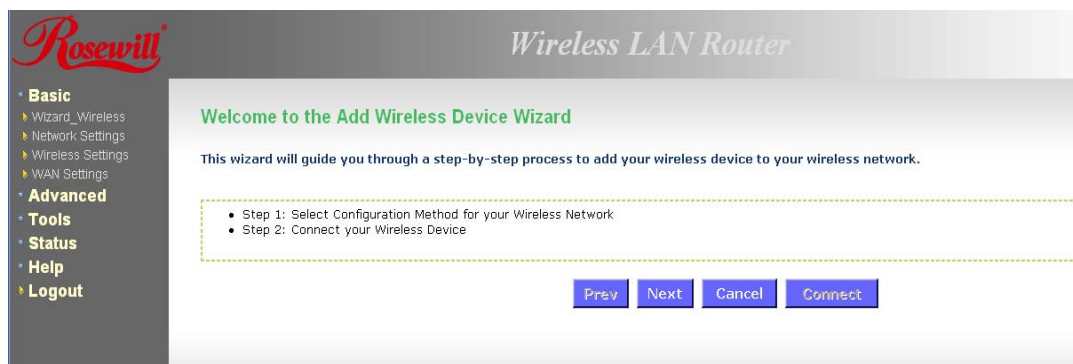 Rosewill
Wireless LAN Router
Basic
Wizard_Wireless
Network Settings
Wireless Settings
WAN Settings
Advanced
Tools
Status
Help
Logout
Welcome to the Add Wireless Device Wizard
This wizard will guide you through a step-by-step process to add your wireless device to your wireless network.
Step 1: Select Configuration Method for your Wireless Network
Step 2: Connect your Wireless Device
Prev Next Cancel Connect